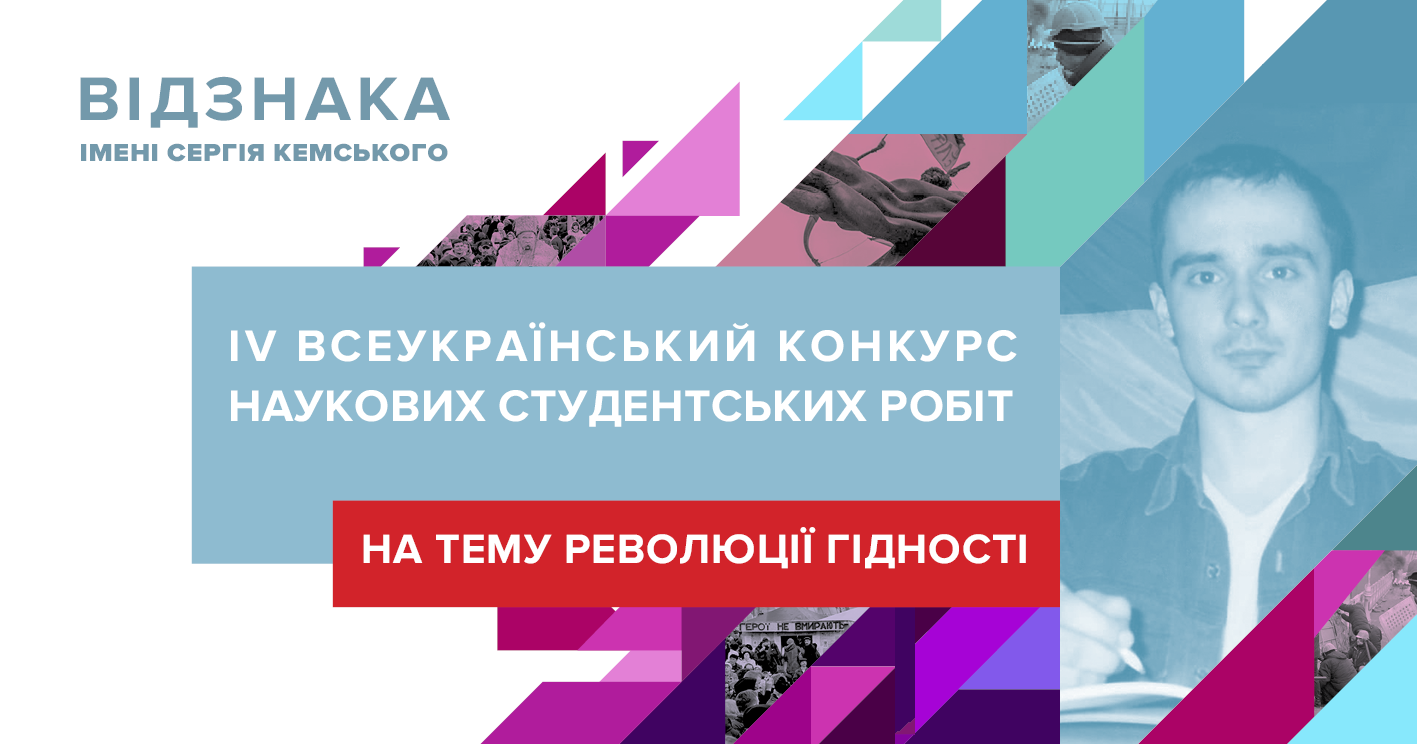 ВІДЗНАКА
ІМЕНІ СЕРГІЯ КЕМСЬКОГО
IV ВСЕУКРАЇНСЬКИЙ КОНКУРС
НАУКОВИХ СТУДЕНТСЬКИХ РОБІТ
НА ТЕМУ РЕВОЛЮЦІЇ ГІДНОСТІ
ГЕРОЇ НЕ ВМИРАЮТЬ